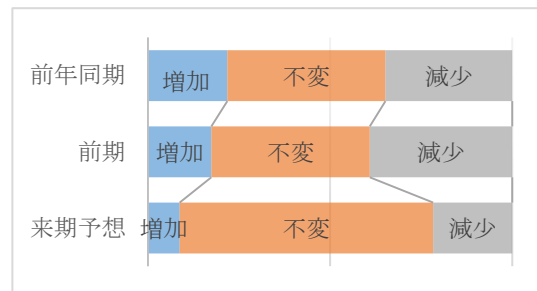 前年同期 増加 不変 減少
前期 増加 不変 減少
来期予想 増加 不変 減少